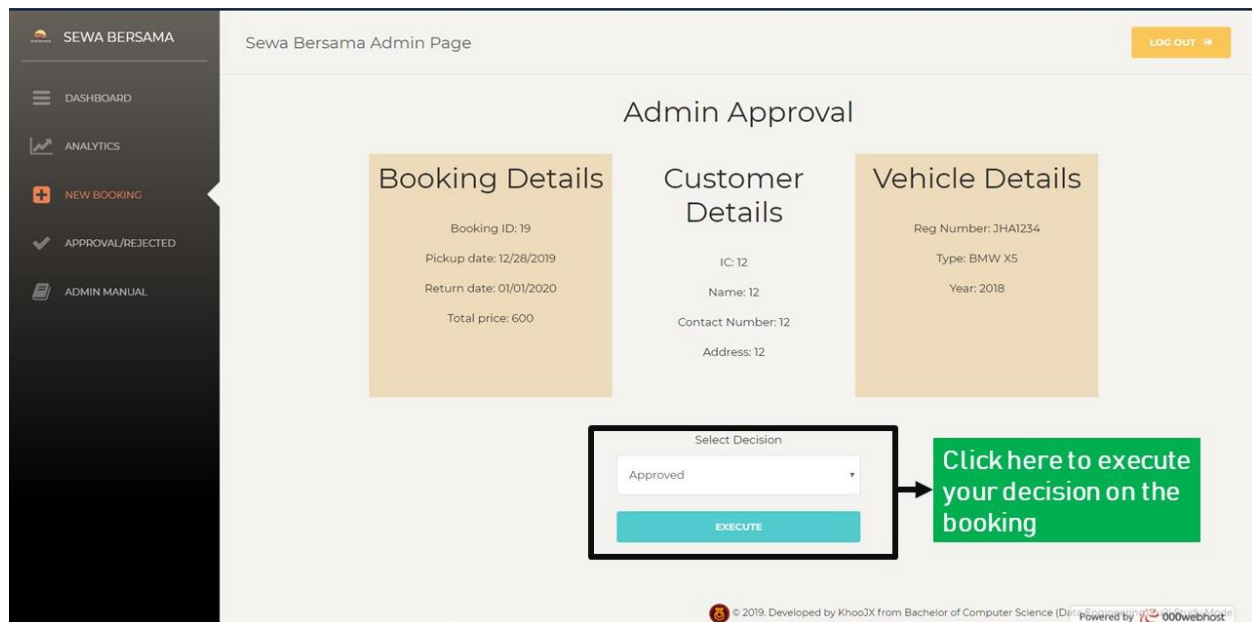 SEWA BERSAMA
Sewa Bersama Admin Page
LOG OUT
DASHBOARD
ANALYTICS
NEW BOOKING
APPROVAL/REJECTED
ADMIN MANUAL
Admin Approval
Booking Details
Booking ID: 19
Pickup date: 12/28/2019
Return date: 01/01/2020
Total price: 600
Customer
Details
IC: 12
Name: 12
Contact Number: 12
Address: 12
Vehicle Details
Reg Number: JHA1234
Type: BMW X5
Year: 2018
Select Decision
Approved
EXECUTE
Click here to execute
your decision on the
booking
© 2019. Developed by KhooJX from Bachelor of Computer Science
Powered by 000webhost